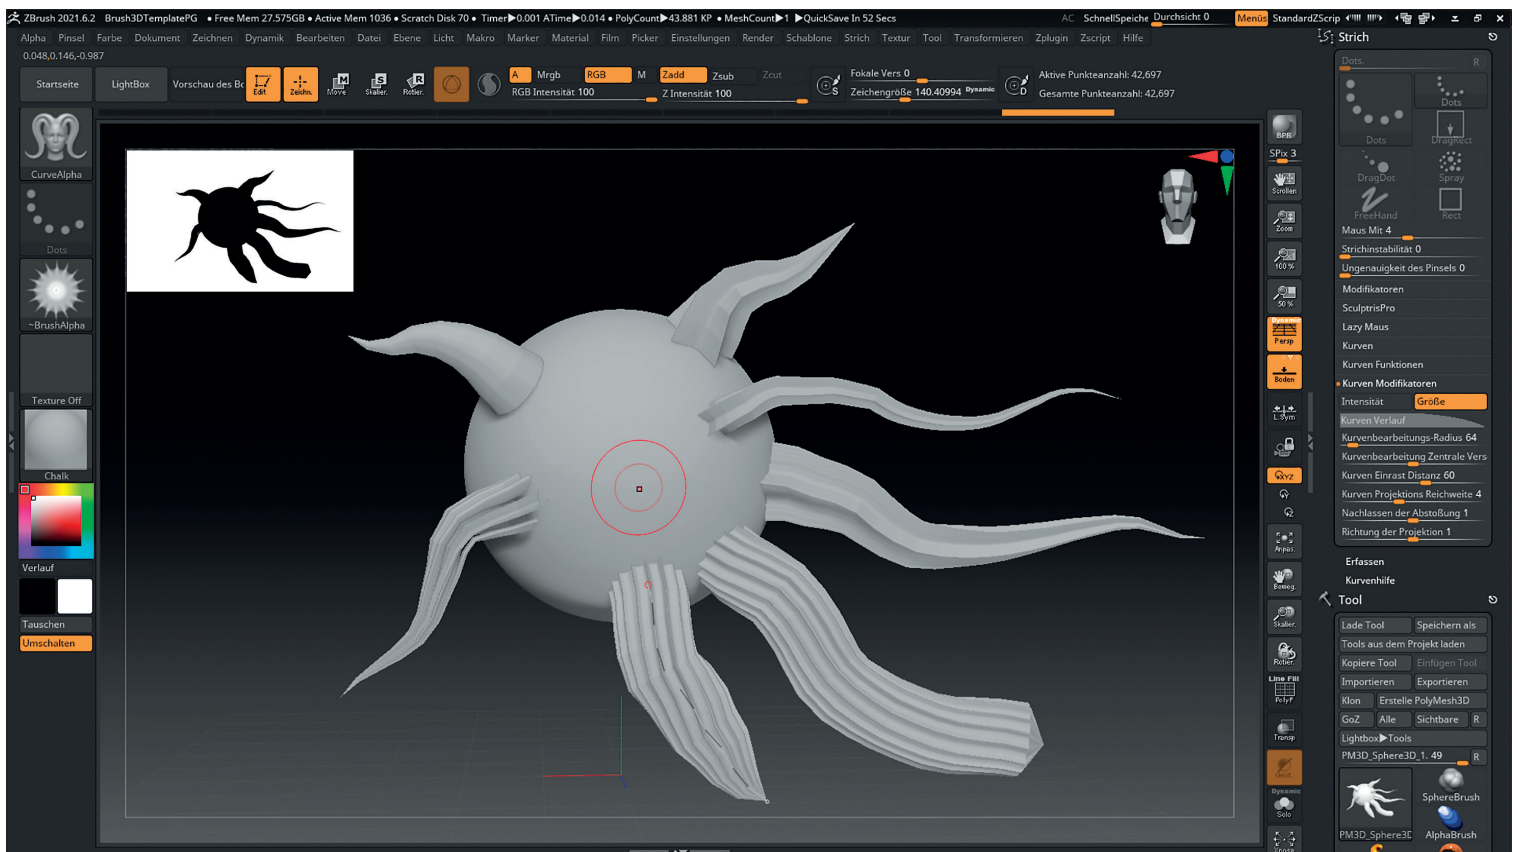 ZBrush 2021.6.2 Brush3DTemplatePG • Free Mem 27.575GB • Active Mem 1036 • Scratch Disk 70 • Timer▶0.001 ATime▶0.014 • PolyCount▶43.881 KP • MeshCount▶1 ▶QuickSave In 52 Secs AC SchnellSpeiche Durchsicht 0 Menüs StandardZScrip
Alpha Pinsel Farbe Dokument Zeichnen Dynamik Bearbeiten Datei Ebene Licht Makro Marker Material Film Picker Einstellungen Render Schablone Strich Textur Tool Transformieren Zplugin Zscript Hilfe
0.048,0.146,-0.987
Startseite LightBox Vorschau des Bc Edit Zeichn. Move Skalier. Rotier.
A Mrgb RGB M Zadd Zsub Zcut
RGB Intensität 100 Z Intensität 100
Fokale Vers 0
Zeichengröße 140.40994 Dynamic
Aktive Punkteanzahl: 42,697
Gesamte Punkteanzahl: 42,697
CurveAlpha
Dots
~BrushAlpha
Texture Off
Chalk
Verlauf
Tauschen
Umschalten
BPR
SPix 3
Scrollen
Zoom
100 %
50 %
Dynamic
Persp
Boden
L.Sym
XYZ
Anpas.
Beweg.
Skalier.
Rotier.
Line Fill
PolyF
Transp
Dynamic
Solo
Xpose
Strich
Dots. R
Dots
Dots DragRect
DragDot Spray
FreeHand Rect
Maus Mit 4
Strichinstabilität 0
Ungenauigkeit des Pinsels 0
Modifikatoren
SculptrisPro
Lazy Maus
Kurven
Kurven Funktionen
Kurven Modifikatoren
Intensität Größe
Kurven Verlauf
Kurvenbearbeitungs-Radius 64
Kurvenbearbeitung Zentrale Vers
Kurven Einrast Distanz 60
Kurven Projektions Reichweite 4
Nachlassen der Abstoßung 1
Richtung der Projektion 1
Erfassen
Kurvenhilfe
Tool
Lade Tool Speichern als
Tools aus dem Projekt laden
Kopiere Tool Einfügen Tool
Importieren Exportieren
Klon Erstelle PolyMesh3D
GoZ Alle Sichtbare R
Lightbox▶Tools
PM3D_Sphere3D_1. 49 R
SphereBrush
PM3D_Sphere3D AlphaBrush